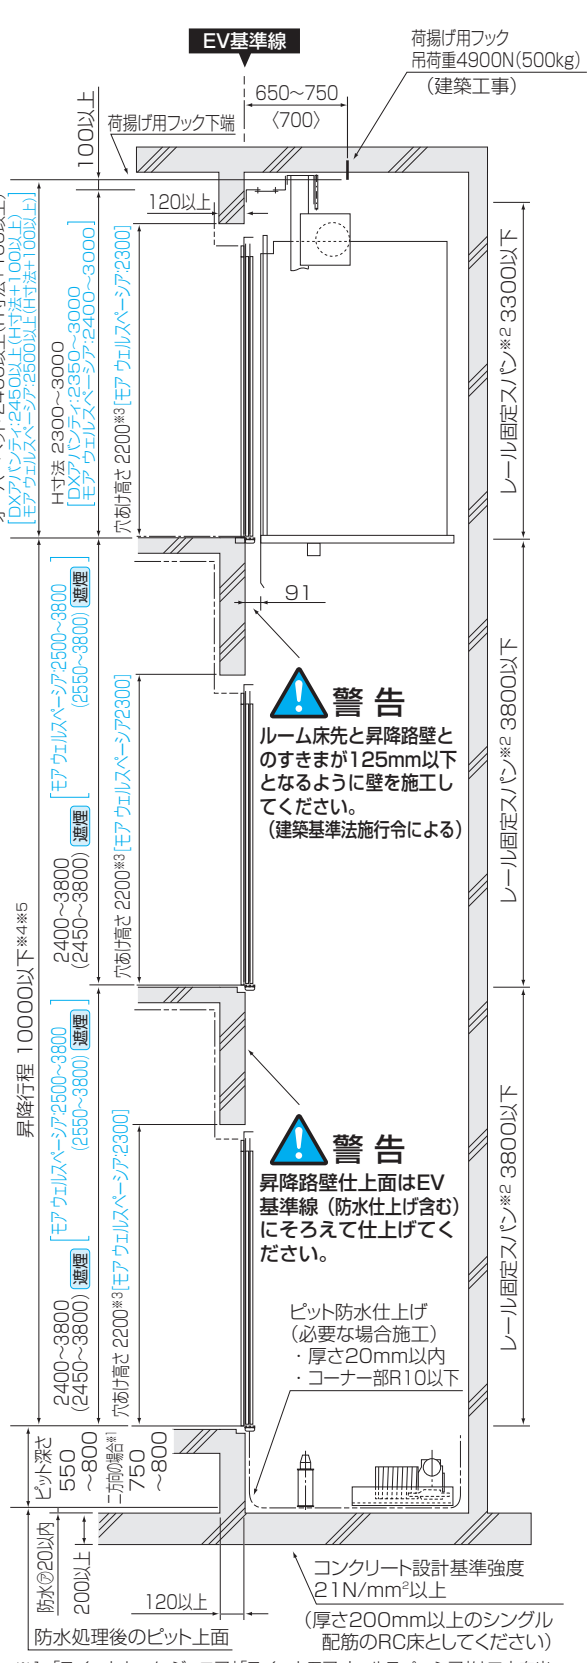 EV基準線
荷揚げ用フック
吊荷重4900N(500kg)
(建築工事)
650〜750
〈700〉
100以上
荷揚げ用フック下端
120以上
[DXアバンティ:2450以上(H寸法+100以上)
モア ウェルスペーシア:2500以上(H寸法+100以上)]
H寸法 2300〜3000
[DXアバンティ:2350〜3000
モア ウェルスペーシア:2400〜3000]
穴あけ高さ 2200※3[モア ウェルスペーシア:2300]
レール固定スパン※2 3300以下
91
警告
ルーム床先と昇降路壁と
のすきまが125mm以下
となるように壁を施工し
てください。
(建築基準法施行令による)
昇降行程 10000以下※4※5
2400〜3800
(2450〜3800) 遮煙
[モア ウェルスペーシア:2500〜3800
(2550〜3800) 遮煙]
穴あけ高さ 2200※3[モア ウェルスペーシア2300]
レール固定スパン※2 3800以下
2400〜3800
(2450〜3800) 遮煙
[モア ウェルスペーシア:2500〜3800
(2550〜3800) 遮煙]
穴あけ高さ 2200※3[モア ウェルスペーシア:2300]
レール固定スパン※2 3800以下
警告
昇降路壁仕上面はEV
基準線(防水仕上げ含む)
にそろえて仕上げてく
ださい。
ピット防水仕上げ
(必要な場合施工)
・厚さ20mm以内
・コーナー部R10以下
ピット深さ
550
〜800
二方向の場合※1
750
〜800
防水㋐20以内
200以上
120以上
防水処理後のピット上面
コンクリート設計基準強度
21N/mm²以上
(厚さ200mm以上のシングル
配筋のRC床としてください)